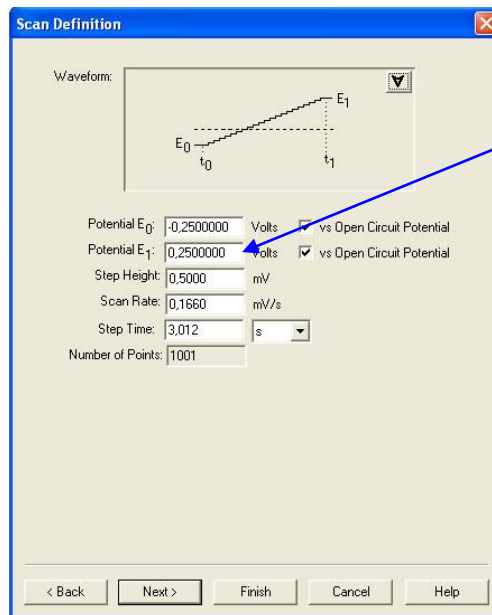 Scan Definition
Waveform:
E1
E0
t0
t1
Potential E0: -0,2500000 Volts vs Open Circuit Potential
Potential E1: 0,2500000 Volts vs Open Circuit Potential
Step Height: 0,5000 mV
Scan Rate: 0,1660 mV/s
Step Time: 3,012 s
Number of Points: 1001
< Back Next > Finish Cancel Help